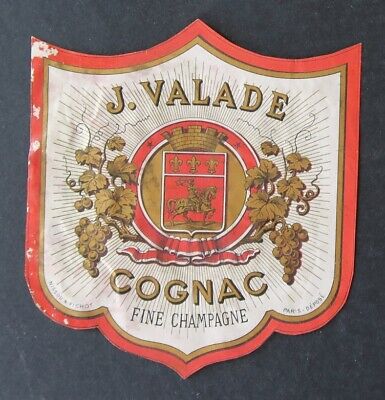 J. VALADE
COGNAC
FINE CHAMPAGNE
PARIS - DÉPOSÉ